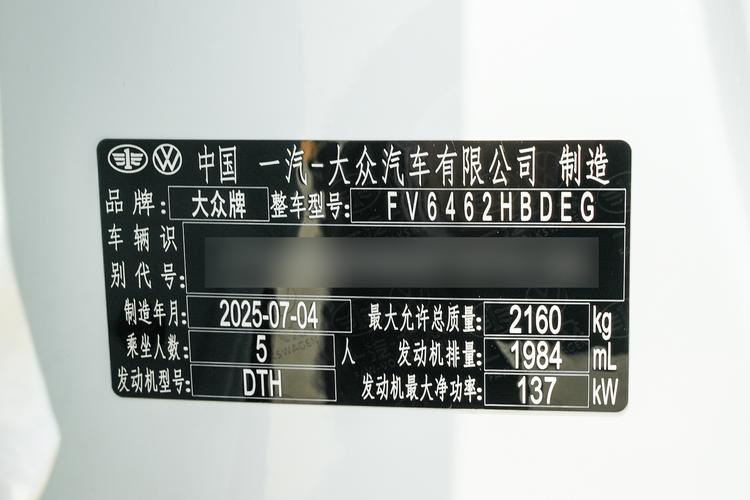 中国 一汽-大众汽车有限公司 制造
品牌: 大众牌 整车型号: FV6462HBDEG
车辆识
别代号:
制造年月: 2025-07-04 最大允许总质量: 2160 kg
乘坐人数: 5 人 发动机排量: 1984 mL
发动机型号: DTH 发动机最大净功率: 137 kW